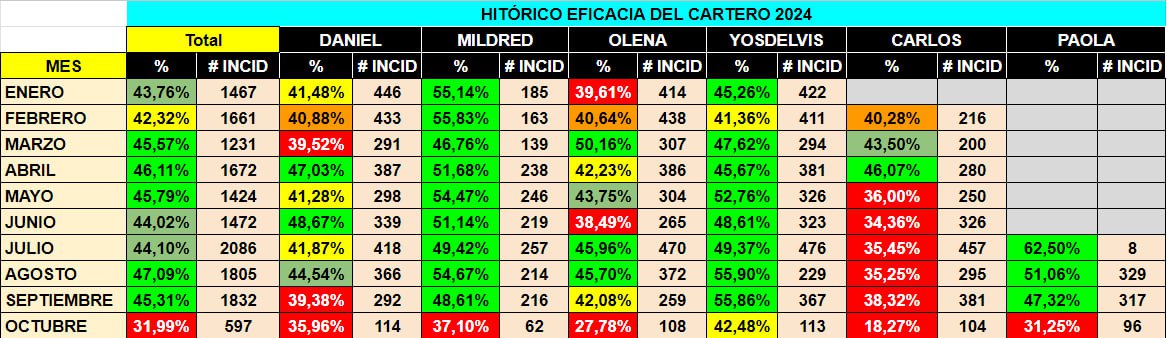 HITÓRICO EFICACIA DEL CARTERO 2024
Total DANIEL MILDRED OLENA YOSDELVIS CARLOS PAOLA
MES % # INCID % # INCID % # INCID % # INCID % # INCID % # INCID % # INCID
ENERO 43,76% 1467 41,48% 446 55,14% 185 39,61% 414 45,26% 422
FEBRERO 42,32% 1661 40,88% 433 55,83% 163 40,64% 438 41,36% 411 40,28% 216
MARZO 45,57% 1231 39,52% 291 46,76% 139 50,16% 307 47,62% 294 43,50% 200
ABRIL 46,11% 1672 47,03% 387 51,68% 238 42,23% 386 45,67% 381 46,07% 280
MAYO 45,79% 1424 41,28% 298 54,47% 246 43,75% 304 52,76% 326 36,00% 250
JUNIO 44,02% 1472 48,67% 339 51,14% 219 38,49% 265 48,61% 323 34,36% 326
JULIO 44,10% 2086 41,87% 418 49,42% 257 45,96% 470 49,37% 476 35,45% 457 62,50% 8
AGOSTO 47,09% 1805 44,54% 366 54,67% 214 45,70% 372 55,90% 229 35,25% 295 51,06% 329
SEPTIEMBRE 45,31% 1832 39,38% 292 48,61% 216 42,08% 259 55,86% 367 38,32% 381 47,32% 317
OCTUBRE 31,99% 597 35,96% 114 37,10% 62 27,78% 108 42,48% 113 18,27% 104 31,25% 96